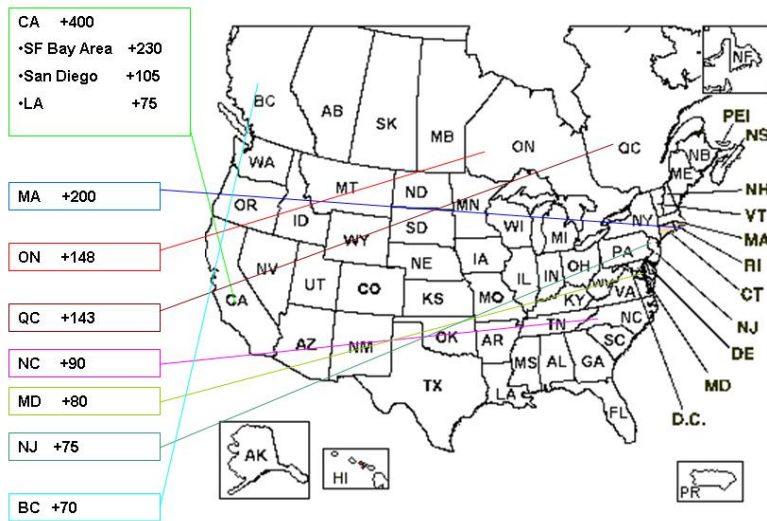 CA +400
•SF Bay Area +230
•San Diego +105
•LA +75
MA +200
ON +148
QC +143
NC +90
MD +80
NJ +75
BC +70
NF
BC
AB
SK
MB
ON
QC
PEI
NS
NB
ME
WA
MT
ND
MN
NH
VT
OR
ID
WY
SD
WI
MI
NY
MA
RI
NV
UT
CO
NE
IA
IL
IN
OH
PA
CT
CA
KS
MO
KY
WV
VA
NJ
DE
AZ
NM
OK
AR
TN
NC
SC
MD
TX
MS
AL
GA
LA
FL
D.C.
AK
HI
PR